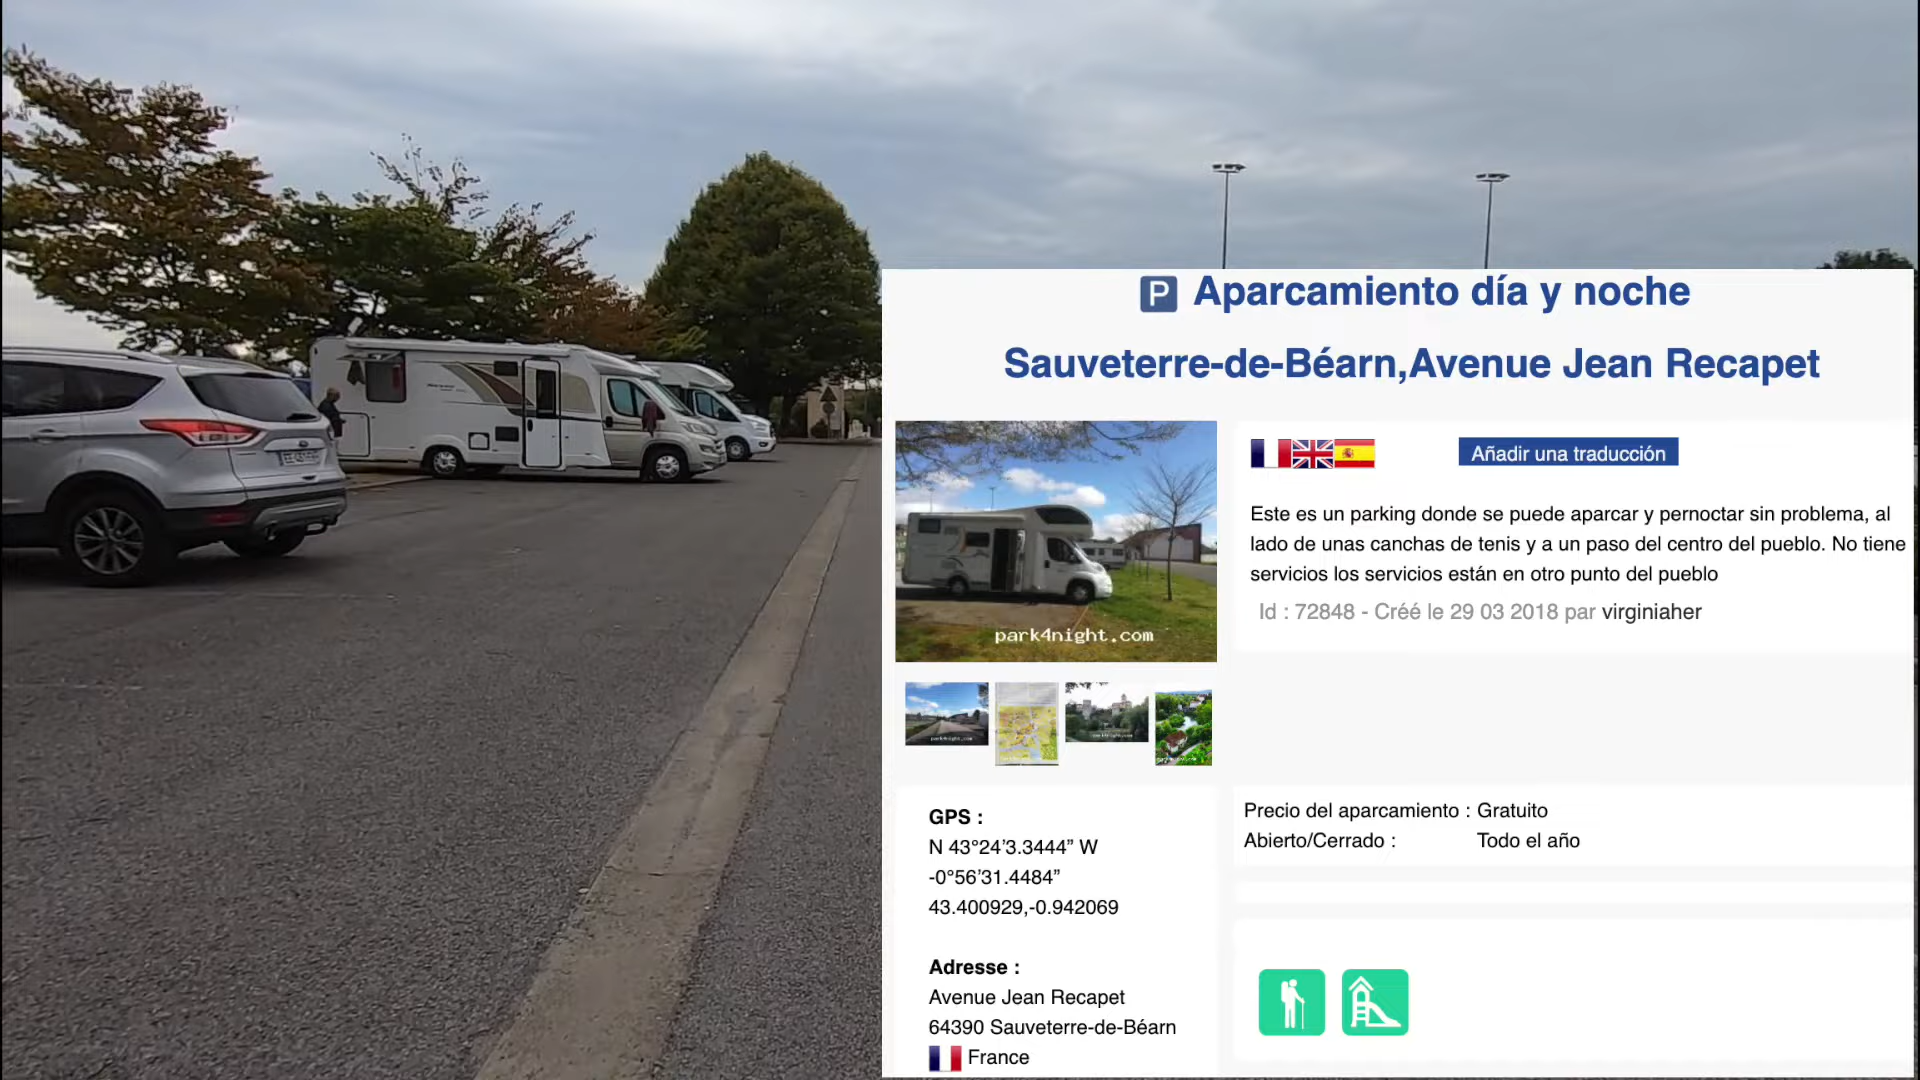 P Aparcamiento día y noche
Sauveterre-de-Béarn,Avenue Jean Recapet
Añadir una traducción
Este es un parking donde se puede aparcar y pernoctar sin problema, al
lado de unas canchas de tenis y a un paso del centro del pueblo. No tiene
servicios los servicios están en otro punto del pueblo
Id : 72848 - Créé le 29 03 2018 par virginiaher
park4night.com
GPS :
N 43°24’3.3444” W
-0°56’31.4484”
43.400929,-0.942069
Adresse :
Avenue Jean Recapet
64390 Sauveterre-de-Béarn
France
Precio del aparcamiento : Gratuito
Abierto/Cerrado : Todo el año